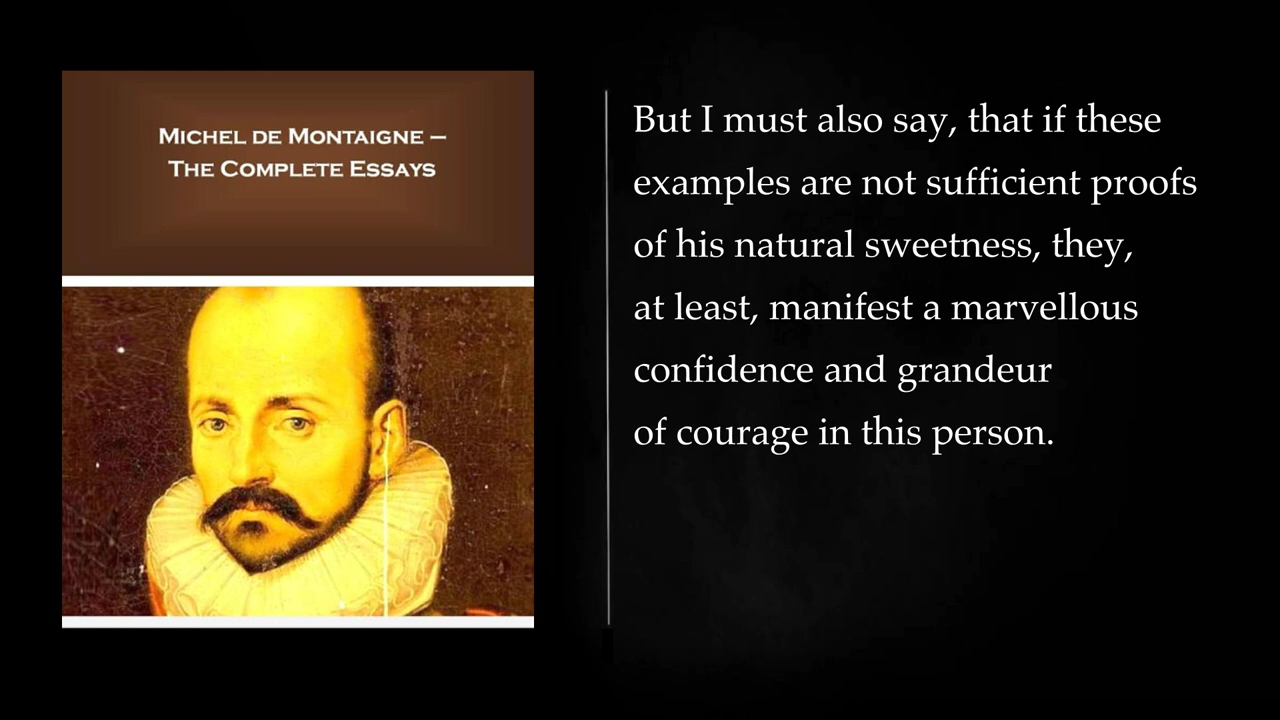 MICHEL DE MONTAIGNE –
THE COMPLETE ESSAYS
But I must also say, that if these
examples are not sufficient proofs
of his natural sweetness, they,
at least, manifest a marvellous
confidence and grandeur
of courage in this person.